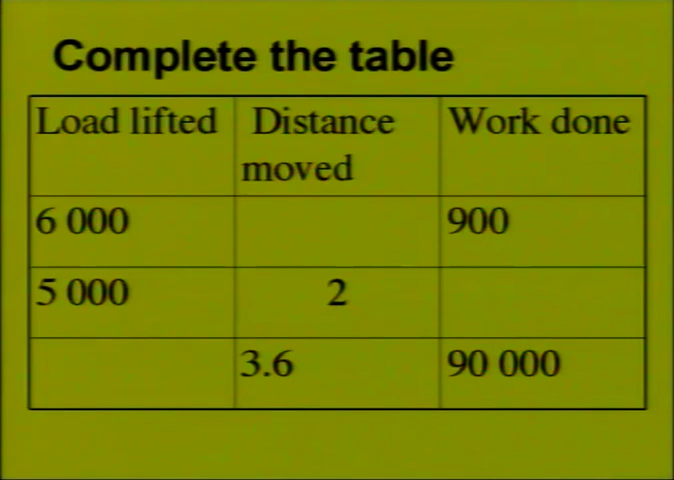 Complete the table
Load lifted Distance moved Work done
6 000 900
5 000 2
3.6 90 000